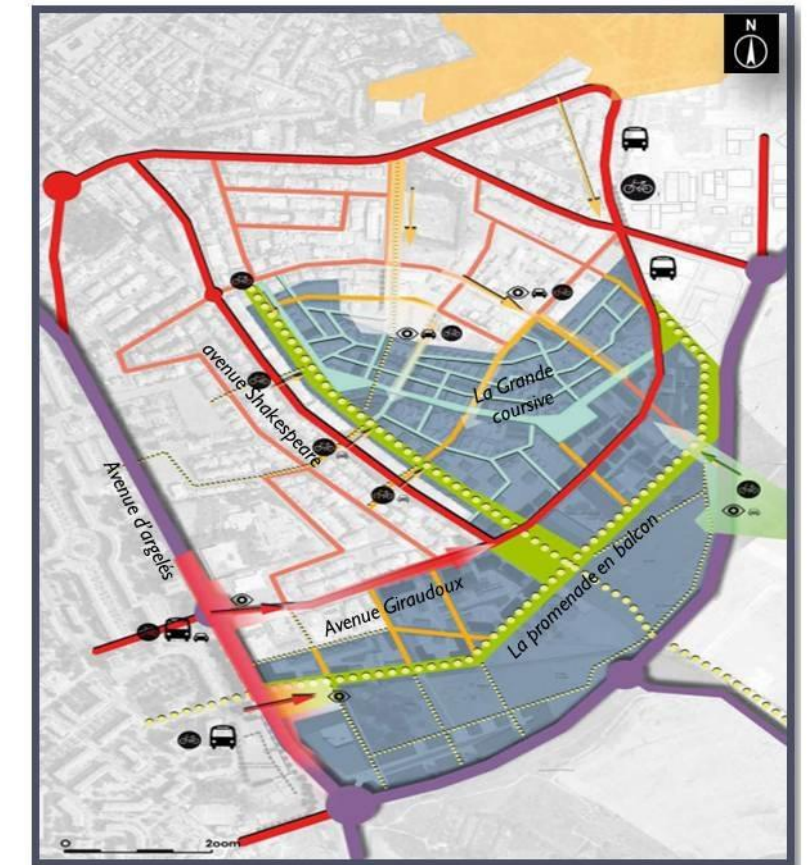 N
avenue Shakespeare
La Grande
coursive
Avenue d'argelés
Avenue Giraudoux
La promenade en balcon
0
200m